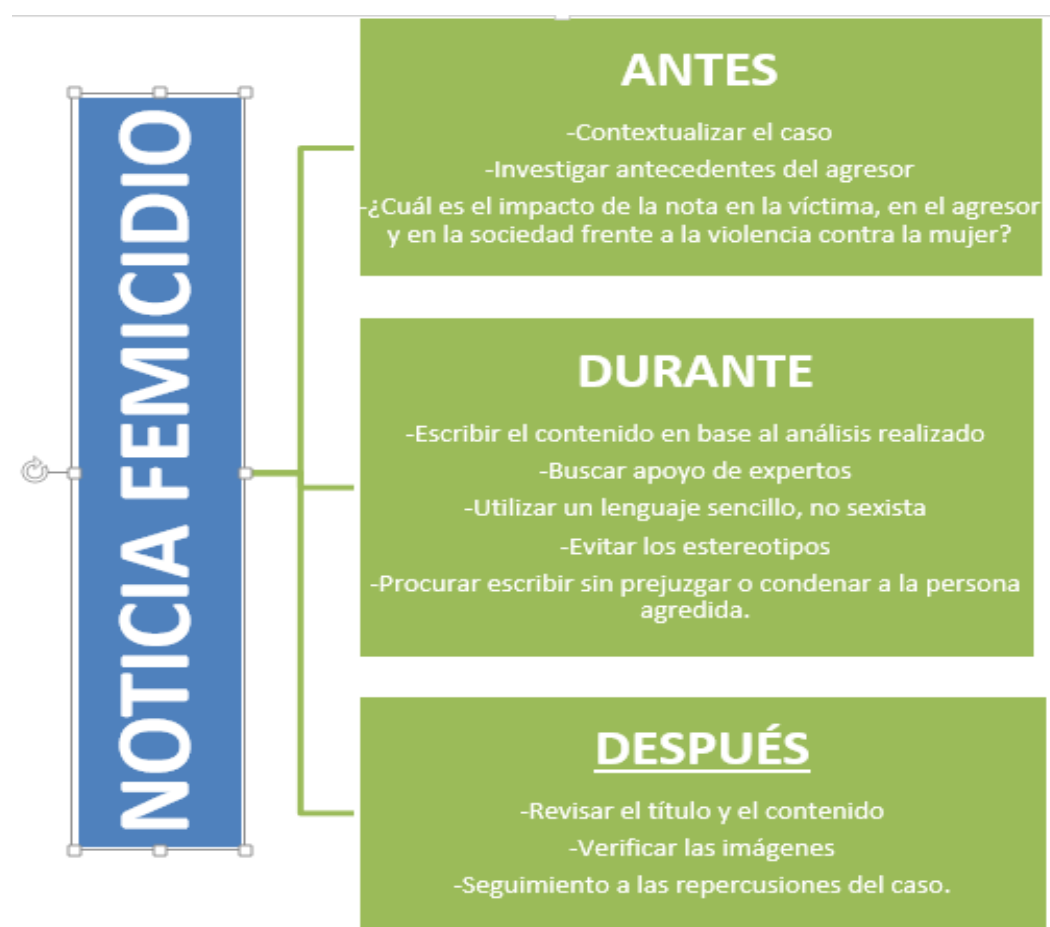 NOTICIA FEMICIDIO
ANTES
-Contextualizar el caso
-Investigar antecedentes del agresor
-¿Cuál es el impacto de la nota en la víctima, en el agresor
y en la sociedad frente a la violencia contra la mujer?
DURANTE
-Escribir el contenido en base al análisis realizado
-Buscar apoyo de expertos
-Utilizar un lenguaje sencillo, no sexista
-Evitar los estereotipos
-Procurar escribir sin prejuzgar o condenar a la persona
agredida.
DESPUÉS
-Revisar el título y el contenido
-Verificar las imágenes
-Seguimiento a las repercusiones del caso.